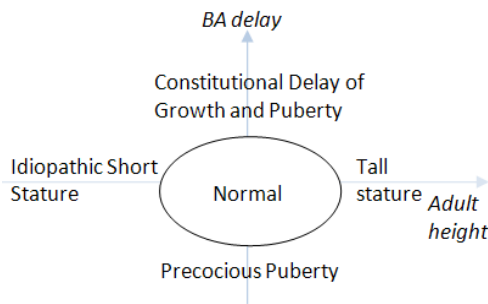 BA delay
Constitutional Delay of
Growth and Puberty
Idiopathic Short
Stature
Normal
Tall
stature
Adult
height
Precocious Puberty